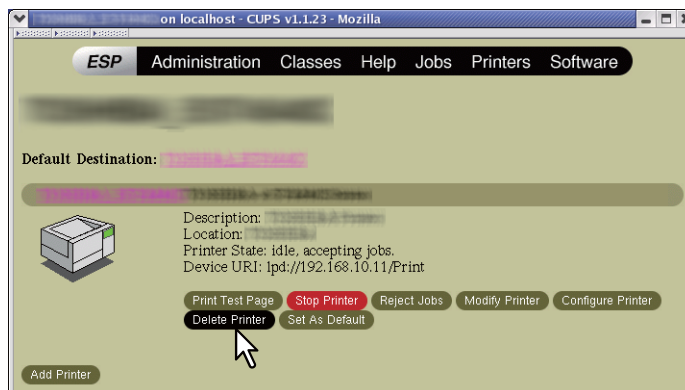 on localhost - CUPS v1.1.23 - Mozilla
ESP Administration Classes Help Jobs Printers Software
Default Destination:
Description:
Location:
Printer State: idle, accepting jobs.
Device URI: lpd://192.168.10.11/Print
Print Test Page Stop Printer Reject Jobs Modify Printer Configure Printer
Delete Printer Set As Default
Add Printer